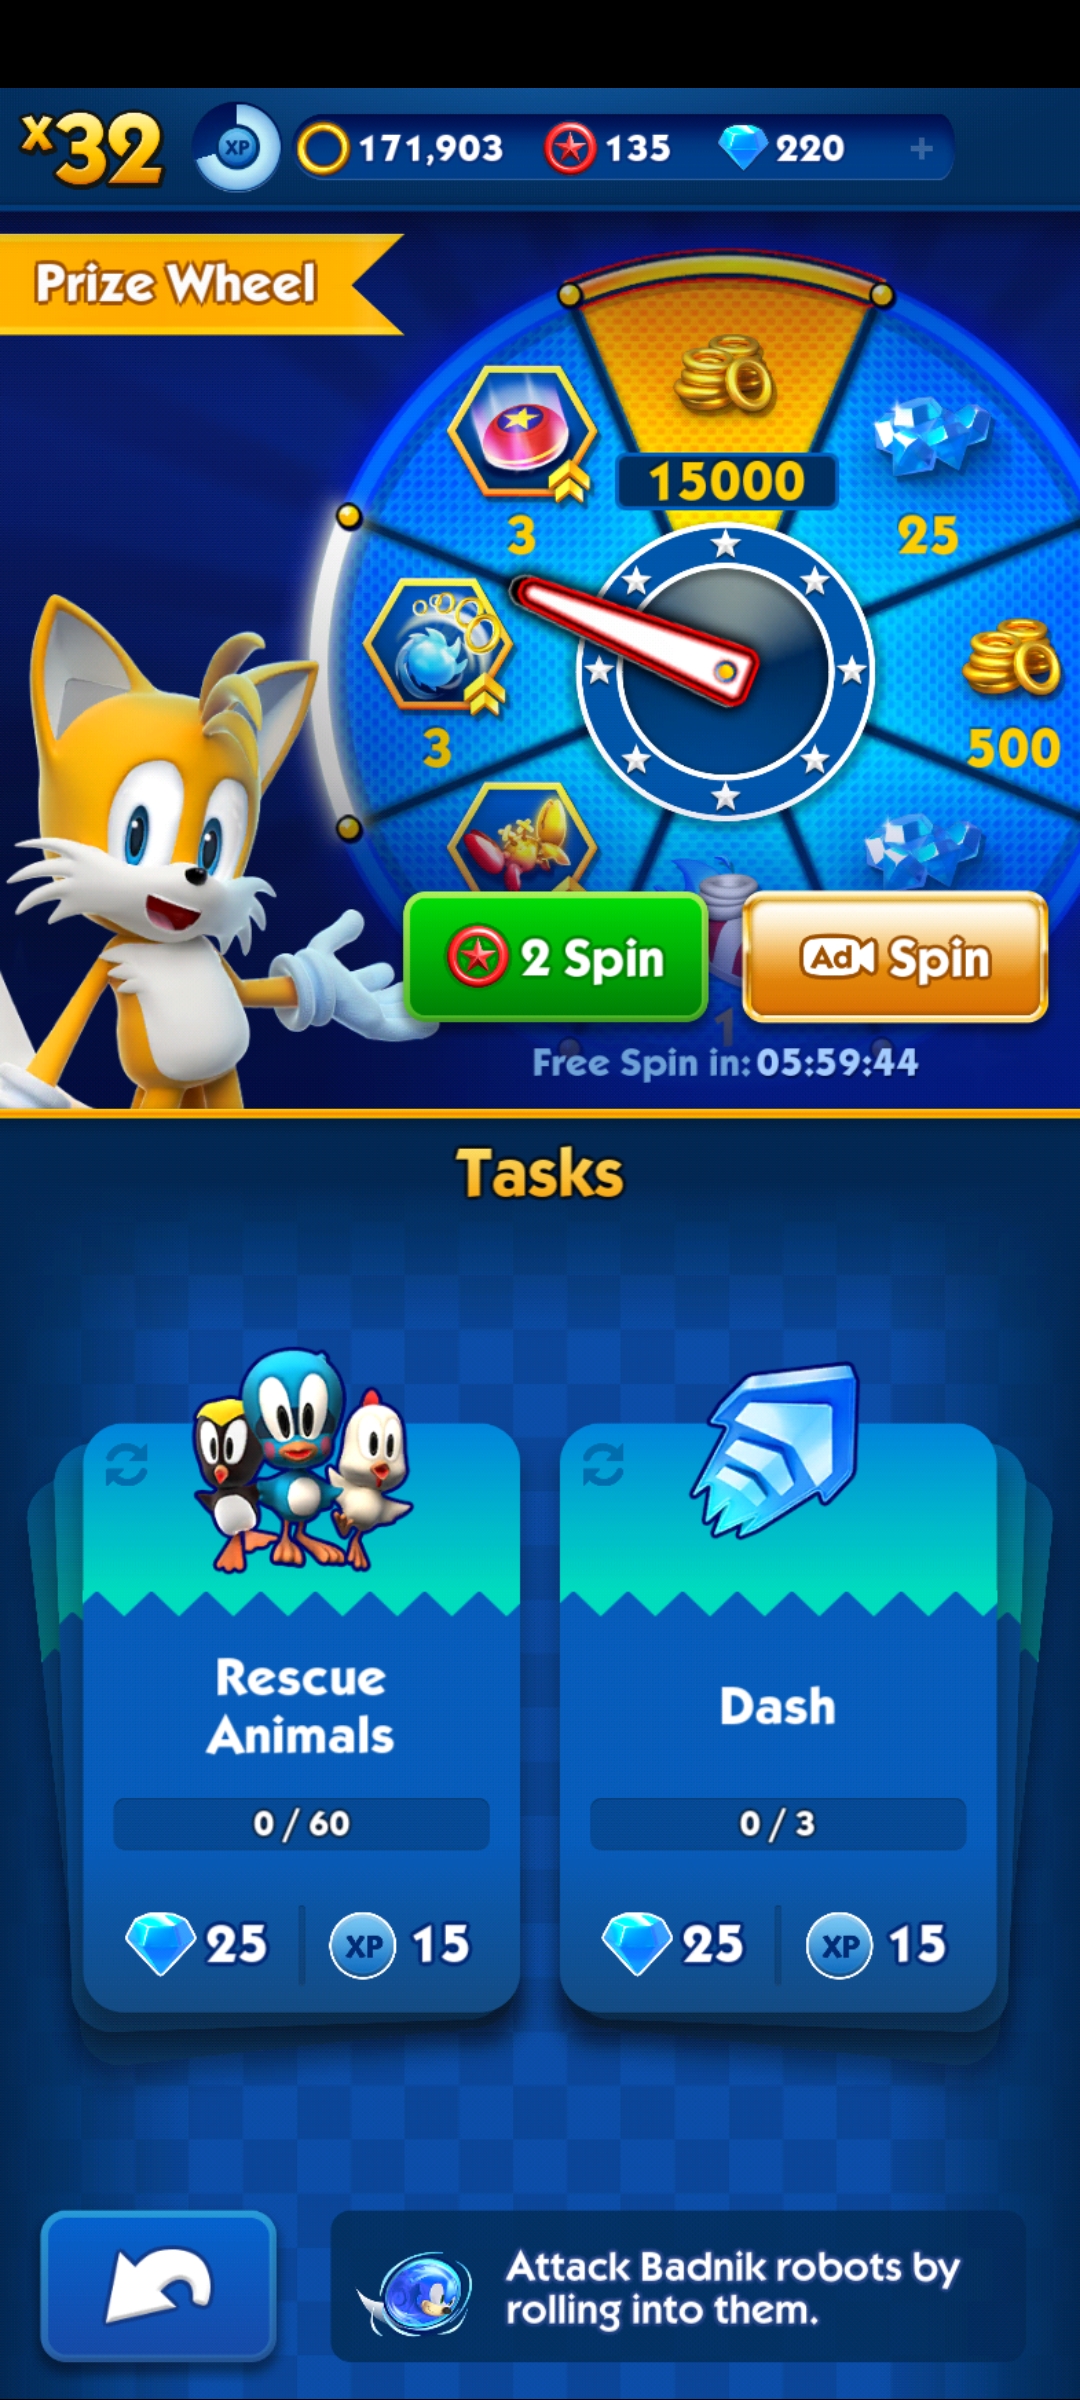 x32
XP
171,903
135
220
+
Prize Wheel
15000
3
25
3
500
2 Spin
Ad Spin
1
Free Spin in: 05:59:44
Tasks
Rescue
Animals
Dash
0 / 60
0 / 3
25
XP 15
25
XP 15
Attack Badnik robots by
rolling into them.